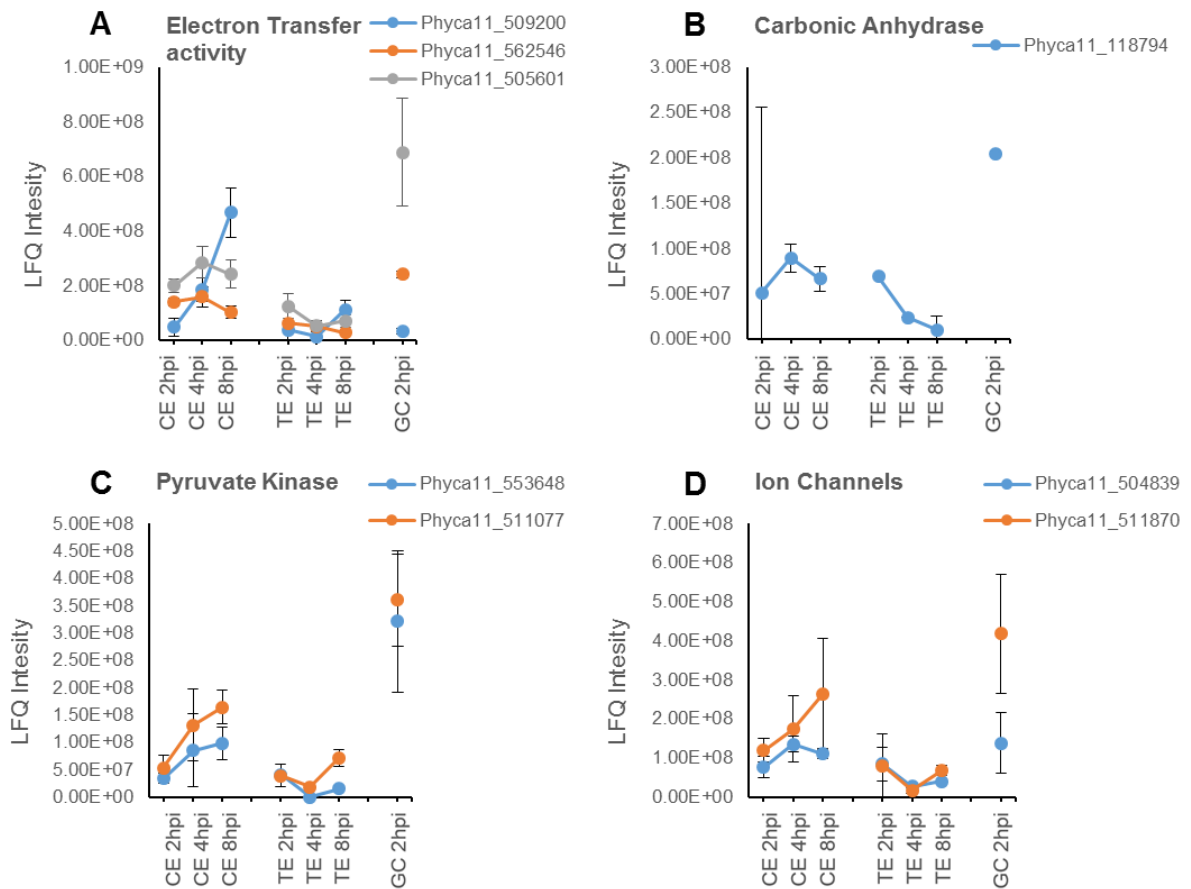 A
Electron Transfer
activity
Phyca11_509200
Phyca11_562546
Phyca11_505601
1.00E+09
8.00E+08
6.00E+08
4.00E+08
2.00E+08
0.00E+00
LFQ Intesity
CE 2hpi
CE 4hpi
CE 8hpi
TE 2hpi
TE 4hpi
TE 8hpi
GC 2hpi
B
Carbonic Anhydrase
Phyca11_118794
3.00E+08
2.50E+08
2.00E+08
1.50E+08
1.00E+08
5.00E+07
0.00E+00
LFQ Intesity
CE 2hpi
CE 4hpi
CE 8hpi
TE 2hpi
TE 4hpi
TE 8hpi
GC 2hpi
C
Pyruvate Kinase
Phyca11_553648
Phyca11_511077
5.00E+08
4.50E+08
4.00E+08
3.50E+08
3.00E+08
2.50E+08
2.00E+08
1.50E+08
1.00E+08
5.00E+07
0.00E+00
LFQ Intesity
CE 2hpi
CE 4hpi
CE 8hpi
TE 2hpi
TE 4hpi
TE 8hpi
GC 2hpi
D
Ion Channels
Phyca11_504839
Phyca11_511870
7.00E+08
6.00E+08
5.00E+08
4.00E+08
3.00E+08
2.00E+08
1.00E+08
0.00E+00
LFQ Intesity
CE 2hpi
CE 4hpi
CE 8hpi
TE 2hpi
TE 4hpi
TE 8hpi
GC 2hpi